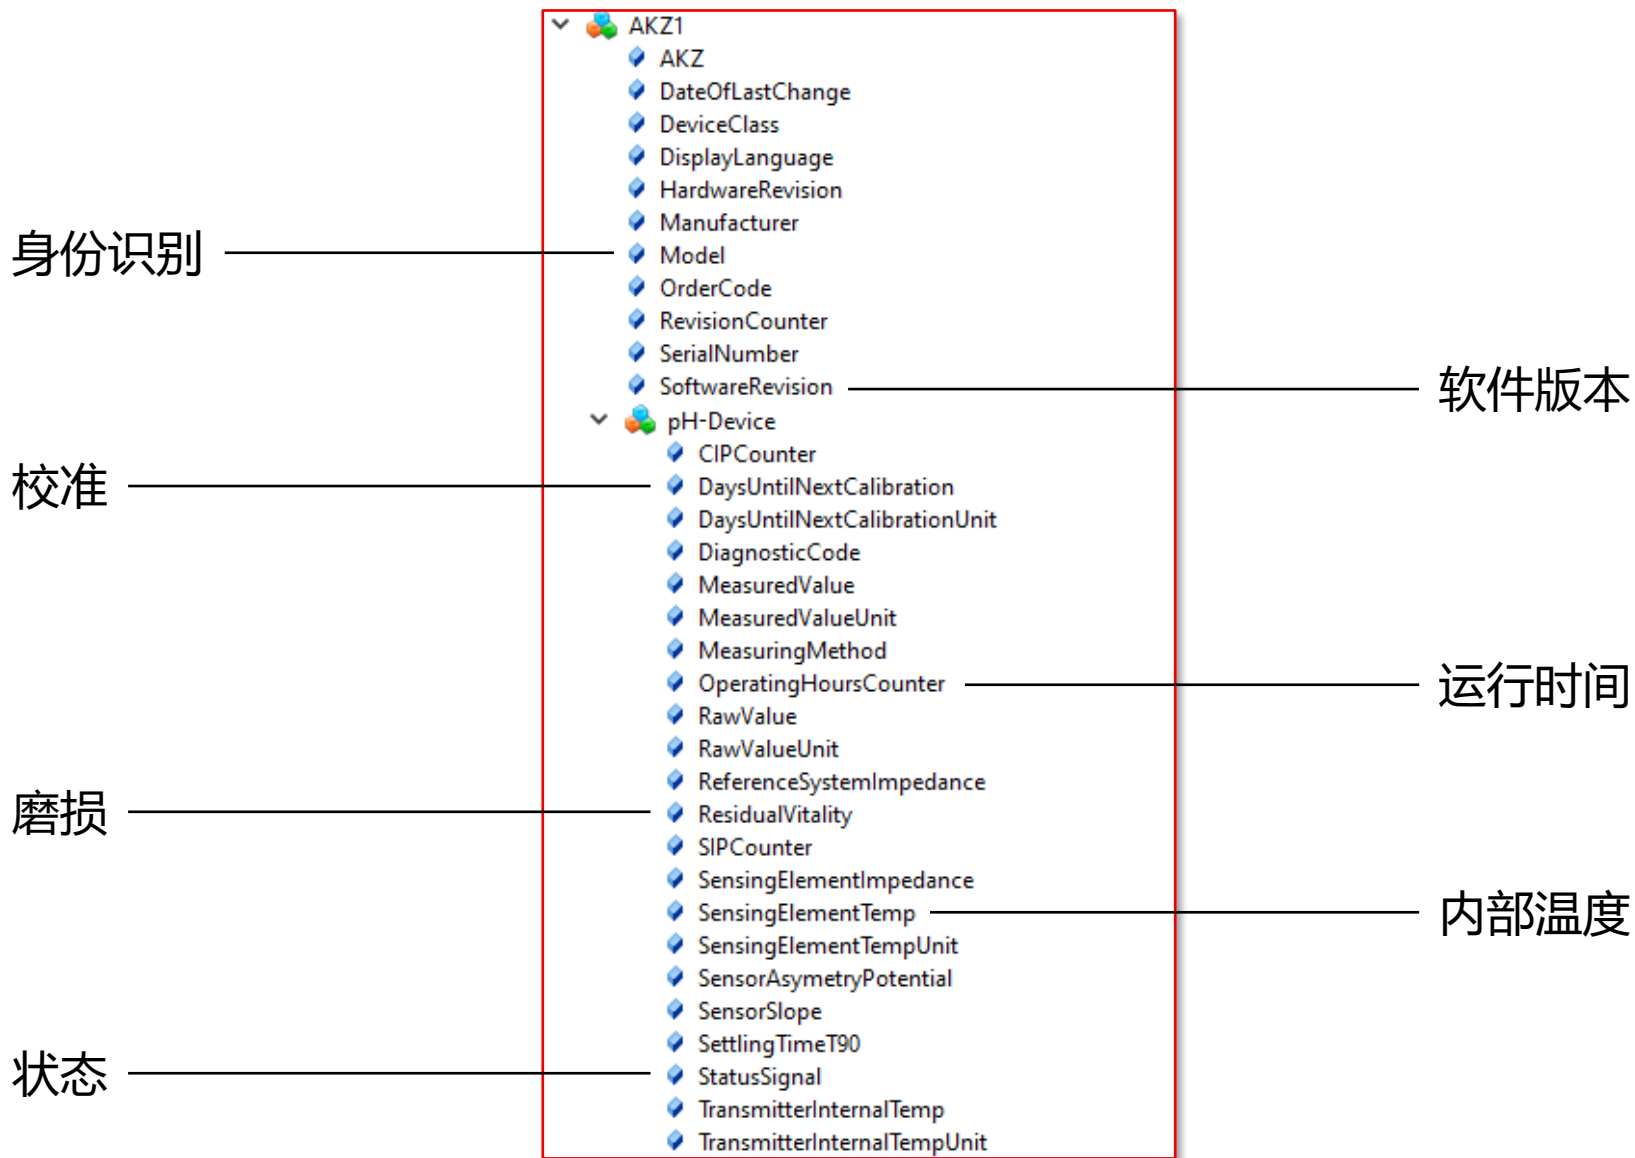 AKZ1
AKZ
DateOfLastChange
DeviceClass
DisplayLanguage
HardwareRevision
Manufacturer
身份识别
Model
OrderCode
RevisionCounter
SerialNumber
SoftwareRevision
软件版本
pH-Device
CIPCounter
校准
DaysUntilNextCalibration
DaysUntilNextCalibrationUnit
DiagnosticCode
MeasuredValue
MeasuredValueUnit
MeasuringMethod
OperatingHoursCounter
运行时间
RawValue
RawValueUnit
ReferenceSystemImpedance
磨损
ResidualVitality
SIPCounter
SensingElementImpedance
SensingElementTemp
内部温度
SensingElementTempUnit
SensorAsymetryPotential
SensorSlope
SettlingTimeT90
状态
StatusSignal
TransmitterInternalTemp
TransmitterInternalTempUnit